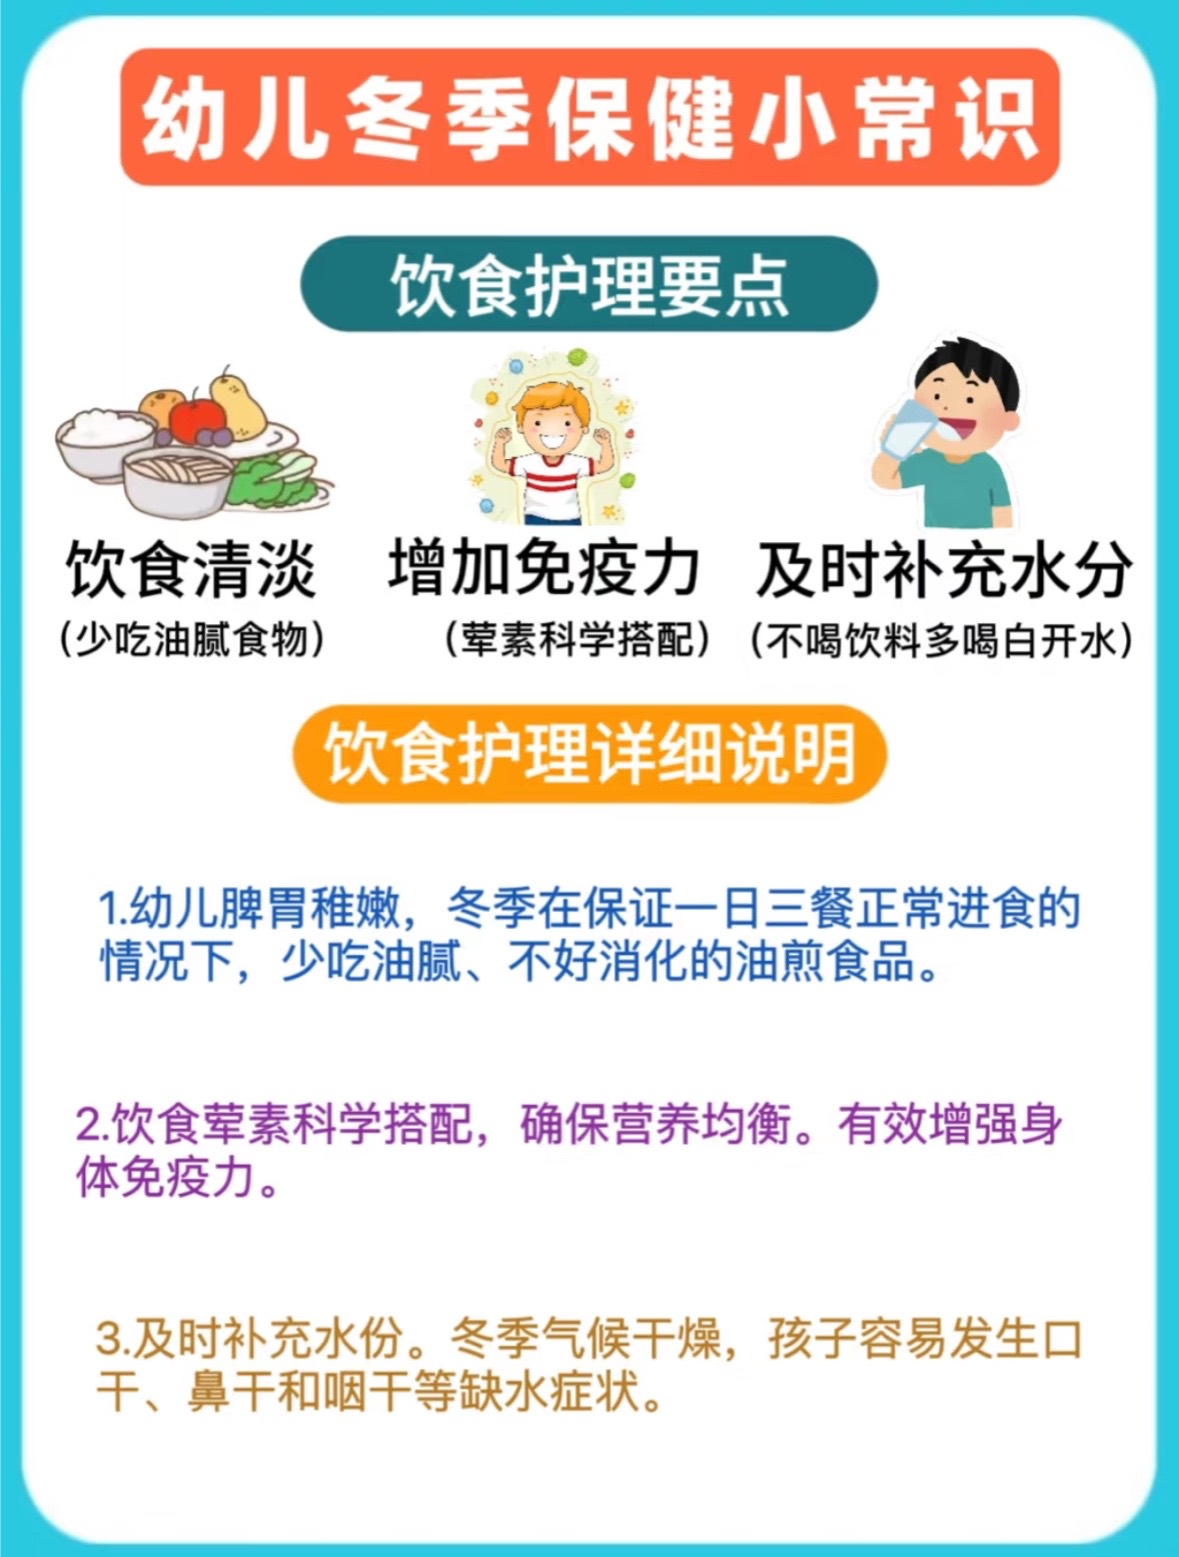 幼儿冬季保健小常识
饮食护理要点
饮食清淡
增加免疫力
及时补充水分
（少吃油腻食物）
（荤素科学搭配）
（不喝饮料多喝白开水）
饮食护理详细说明
1.幼儿脾胃稚嫩，冬季在保证一日三餐正常进食的
情况下，少吃油腻、不好消化的油煎食品。
2.饮食荤素科学搭配，确保营养均衡。有效增强身
体免疫力。
3.及时补充水份。冬季气候干燥，孩子容易发生口
干、鼻干和咽干等缺水症状。